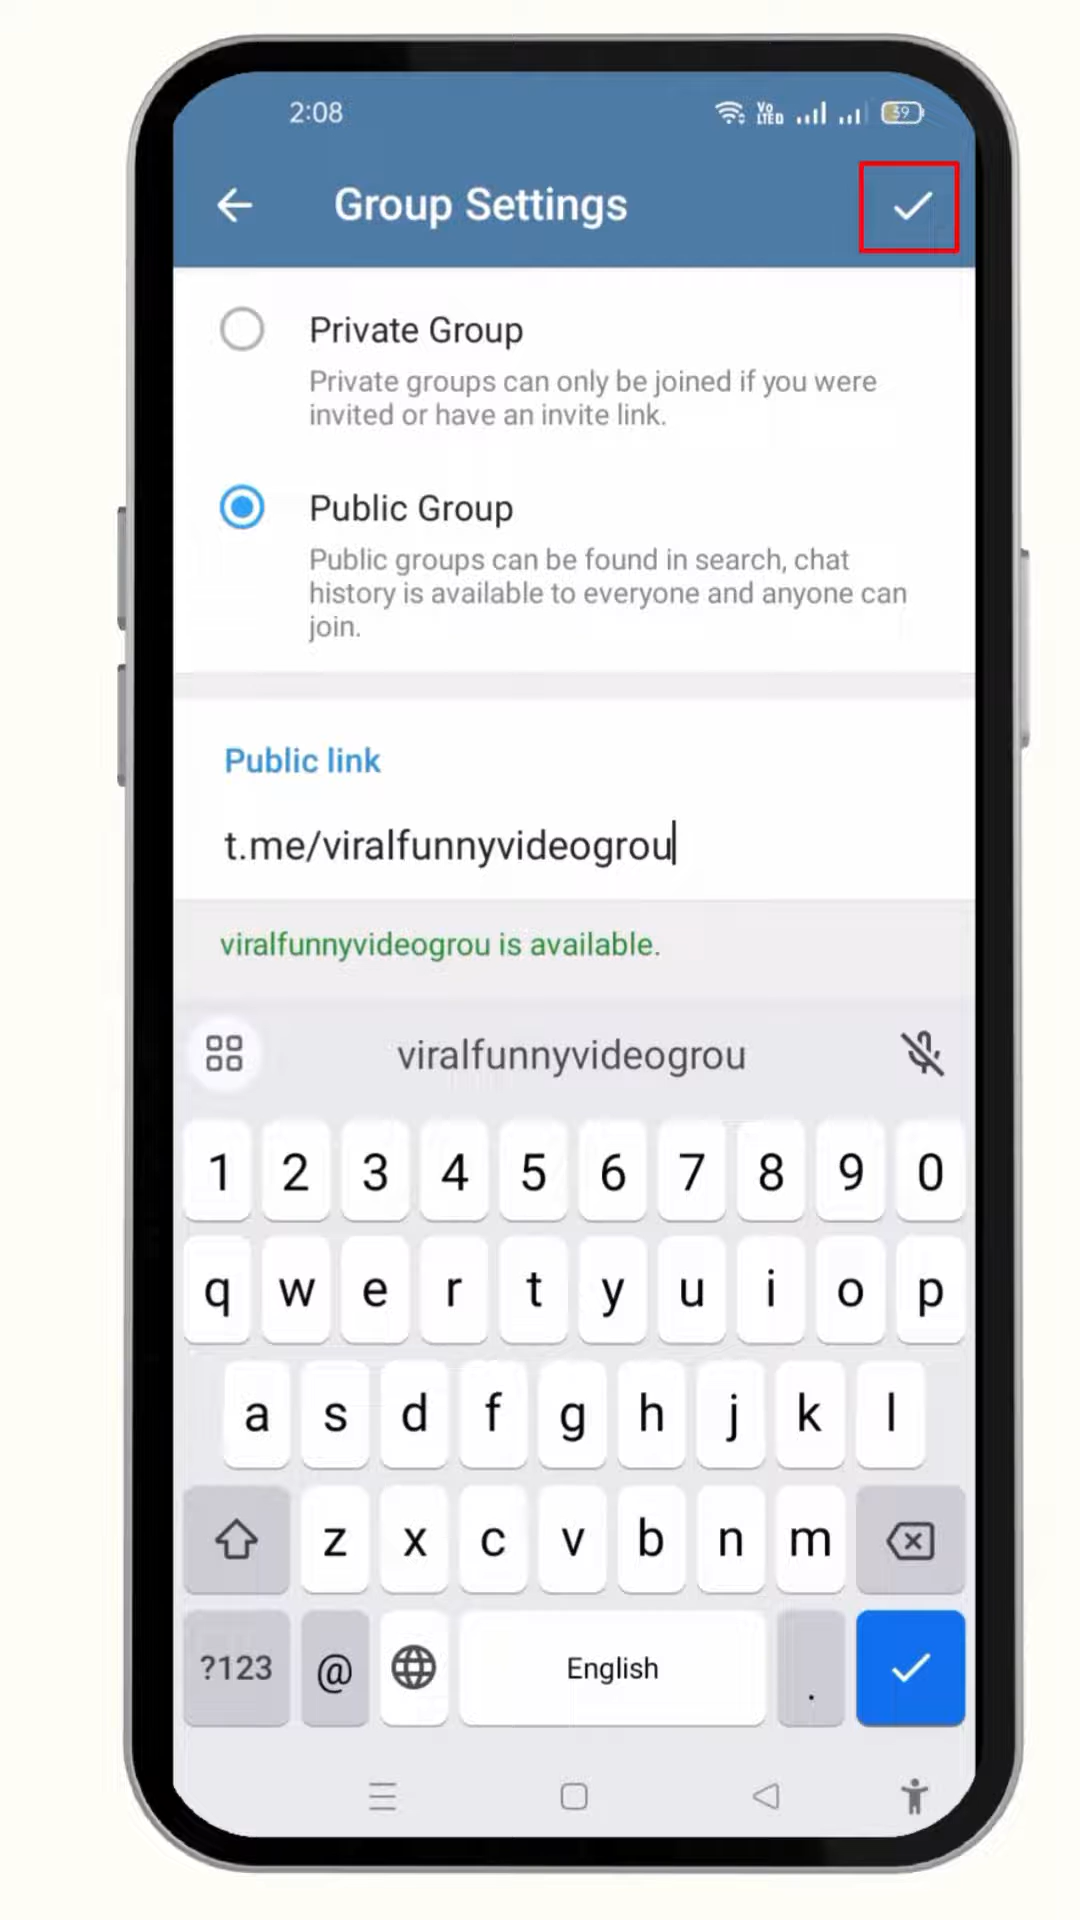 2:08
Vo LTED
59
Group Settings
Private Group
Private groups can only be joined if you were
invited or have an invite link.
Public Group
Public groups can be found in search, chat
history is available to everyone and anyone can
join.
Public link
t.me/viralfunnyvideogrou
viralfunnyvideogrou is available.
viralfunnyvideogrou
1 2 3 4 5 6 7 8 9 0
q w e r t y u i o p
a s d f g h j k l
z x c v b n m
?123 @ English .